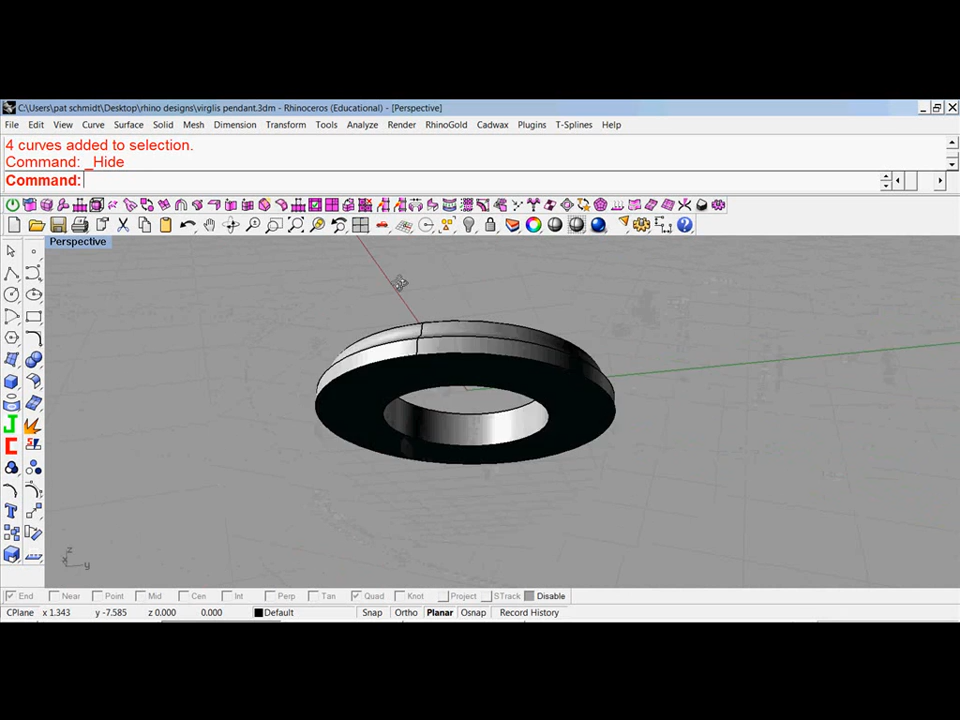 C:\Users\pat schmidt\Desktop\rhino designs\virglis pendant.3dm - Rhinoceros (Educational) - [Perspective]
File Edit View Curve Surface Solid Mesh Dimension Transform Tools Analyze Render RhinoGold Cadwax Plugins T-Splines Help
4 curves added to selection.
Command: _Hide
Command:
Perspective
z
x y
End Near Point Mid Cen Int Perp Tan Quad Knot Project STrack Disable
CPlane x 1.343 y -7.585 z 0.000 0.000 Default Snap Ortho Planar Osnap Record History